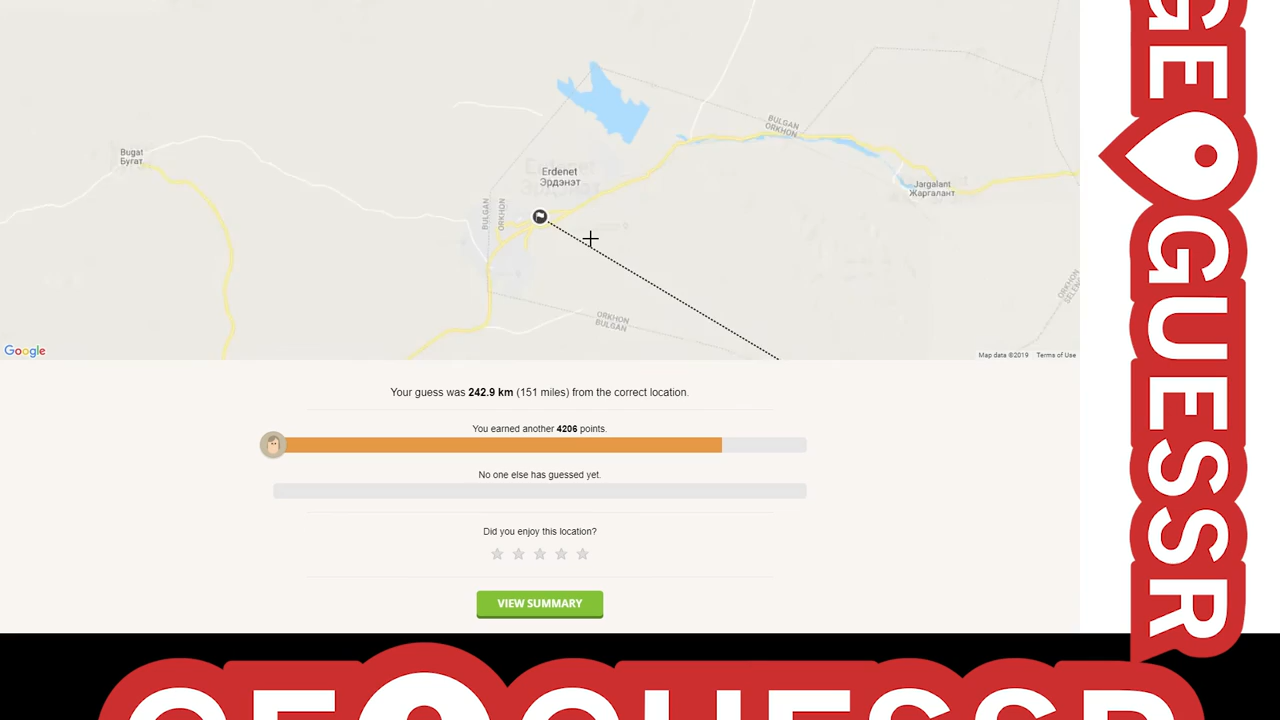 BULGAN
ORKHON
Bugat
Бугат
Erdenet
Эрдэнэт
Jargalant
Жаргалант
BULGAN
ORKHON
ORKHON
BULGAN
ORKHON
Google
Map data ©2019 Terms of Use
Your guess was 242.9 km (151 miles) from the correct location.
You earned another 4206 points.
No one else has guessed yet.
Did you enjoy this location?
VIEW SUMMARY
GEOGUESSR
GEOGUESSR